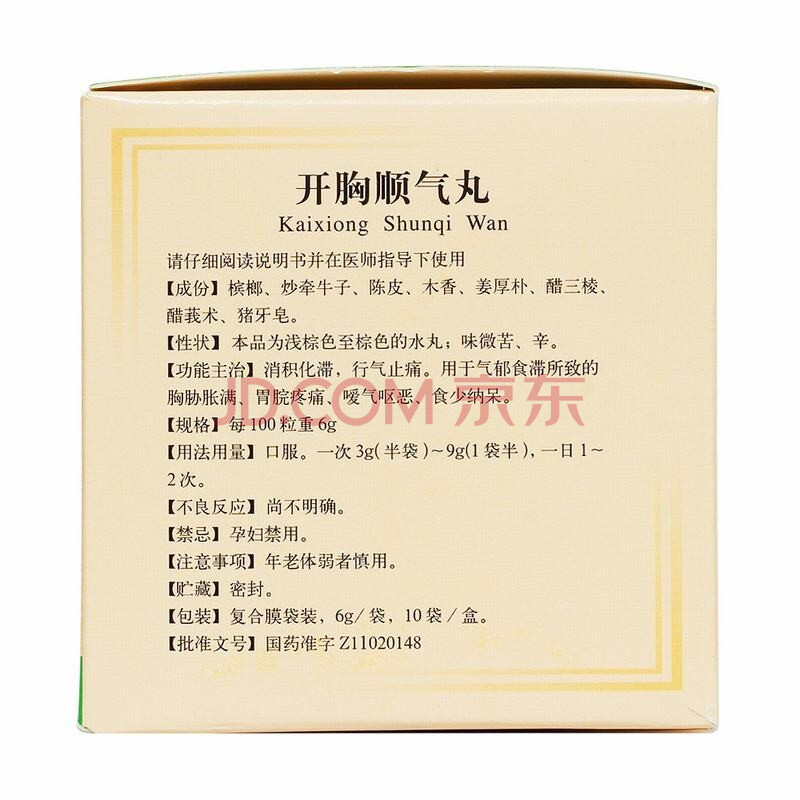 开胸顺气丸
Kaixiong Shunqi Wan
请仔细阅读说明书并在医师指导下使用
【成份】槟榔、炒牵牛子、陈皮、木香、姜厚朴、醋三棱、
醋莪术、猪牙皂。
【性状】本品为浅棕色至棕色的水丸；味微苦、辛。
【功能主治】消积化滞，行气止痛。用于气郁食滞所致的
胸胁胀满、胃脘疼痛、嗳气呕恶、食少纳呆。
JD.COM 京东
【规格】每100粒重6g
【用法用量】口服。一次3g(半袋)～9g(1袋半)，一日1～
2次。
【不良反应】尚不明确。
【禁忌】孕妇禁用。
【注意事项】年老体弱者慎用。
【贮藏】密封。
【包装】复合膜袋装，6g/袋，10袋/盒。
【批准文号】国药准字Z11020148